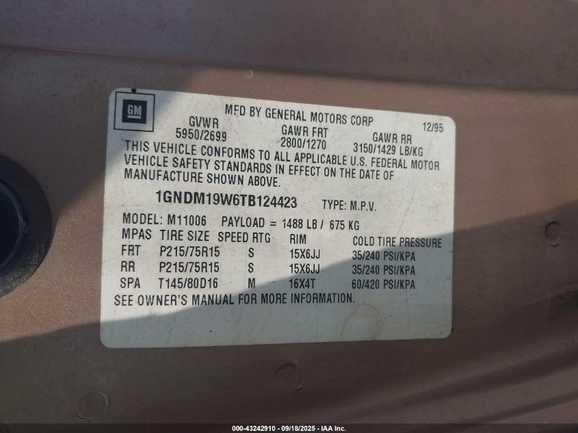 GM
MFD BY GENERAL MOTORS CORP 12/95
GVWR GAWR FRT GAWR RR
5950/2699 2800/1270 3150/1429 LB/KG
THIS VEHICLE CONFORMS TO ALL APPLICABLE U.S. FEDERAL MOTOR
VEHICLE SAFETY STANDARDS IN EFFECT ON THE DATE OF
MANUFACTURE SHOWN ABOVE.
1GNDM19W6TB124423 TYPE: M.P.V.
MODEL: M11006 PAYLOAD = 1488 LB / 675 KG
MPAS TIRE SIZE SPEED RTG RIM COLD TIRE PRESSURE
FRT P215/75R15 S 15X6JJ 35/240 PSI/KPA
RR P215/75R15 S 15X6JJ 35/240 PSI/KPA
SPA T145/80D16 M 16X4T 60/420 PSI/KPA
SEE OWNER'S MANUAL FOR MORE INFORMATION.
000-43242910 - 09/18/2025 - IAA Inc.